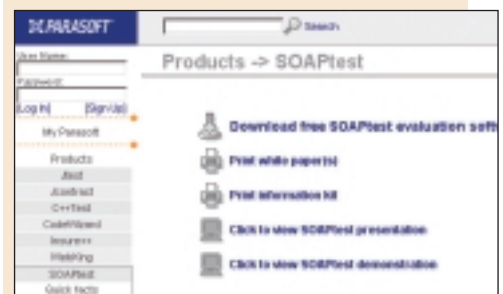 PARASOFT
Search
User Name:
Password:
[Log In] [Sign Up]
My Parasoft
Products
Jtest
Jcontract
C++Test
CodeWizard
Insure++
WebKing
SOAPtest
Quick Facts
Products -> SOAPtest
Download free SOAPtest evaluation soft
Print white paper(s)
Print information kit
Click to view SOAPtest presentation
Click to view SOAPtest demonstration